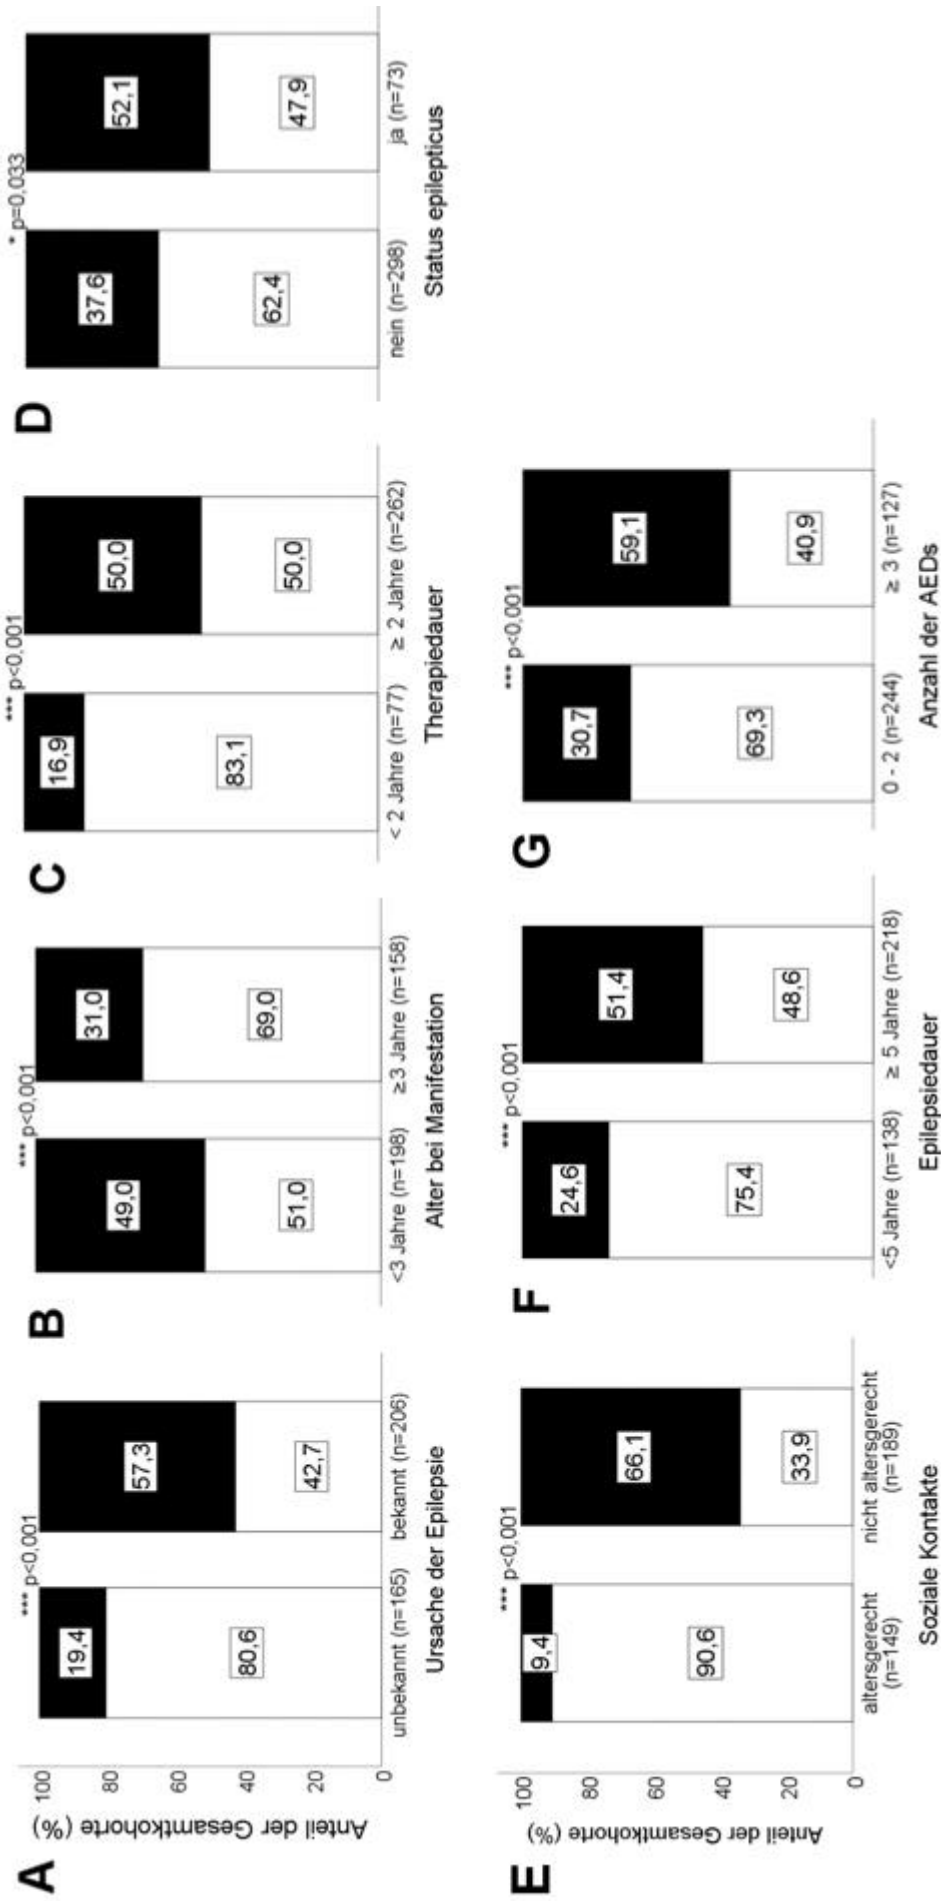 A
Anteil der Gesamtkohorte (%)
100
80
60
40
20
0
*** p<0,001
19,4
80,6
57,3
42,7
unbekannt (n=165)
bekannt (n=206)
Ursache der Epilepsie
B
*** p<0,001
49,0
51,0
31,0
69,0
<3 Jahre (n=198)
≥3 Jahre (n=158)
Alter bei Manifestation
C
*** p<0,001
16,9
83,1
50,0
50,0
< 2 Jahre (n=77)
≥ 2 Jahre (n=262)
Therapiedauer
D
* p=0,033
37,6
62,4
52,1
47,9
nein (n=298)
ja (n=73)
Status epilepticus
E
Anteil der Gesamtkohorte (%)
100
80
60
40
20
0
*** p<0,001
9,4
90,6
66,1
33,9
altersgerecht
(n=149)
nicht altersgerecht
(n=189)
Soziale Kontakte
F
*** p<0,001
24,6
75,4
51,4
48,6
<5 Jahre (n=138)
≥ 5 Jahre (n=218)
Epilepsiedauer
G
*** p<0,001
30,7
69,3
59,1
40,9
0 - 2 (n=244)
≥ 3 (n=127)
Anzahl der AEDs